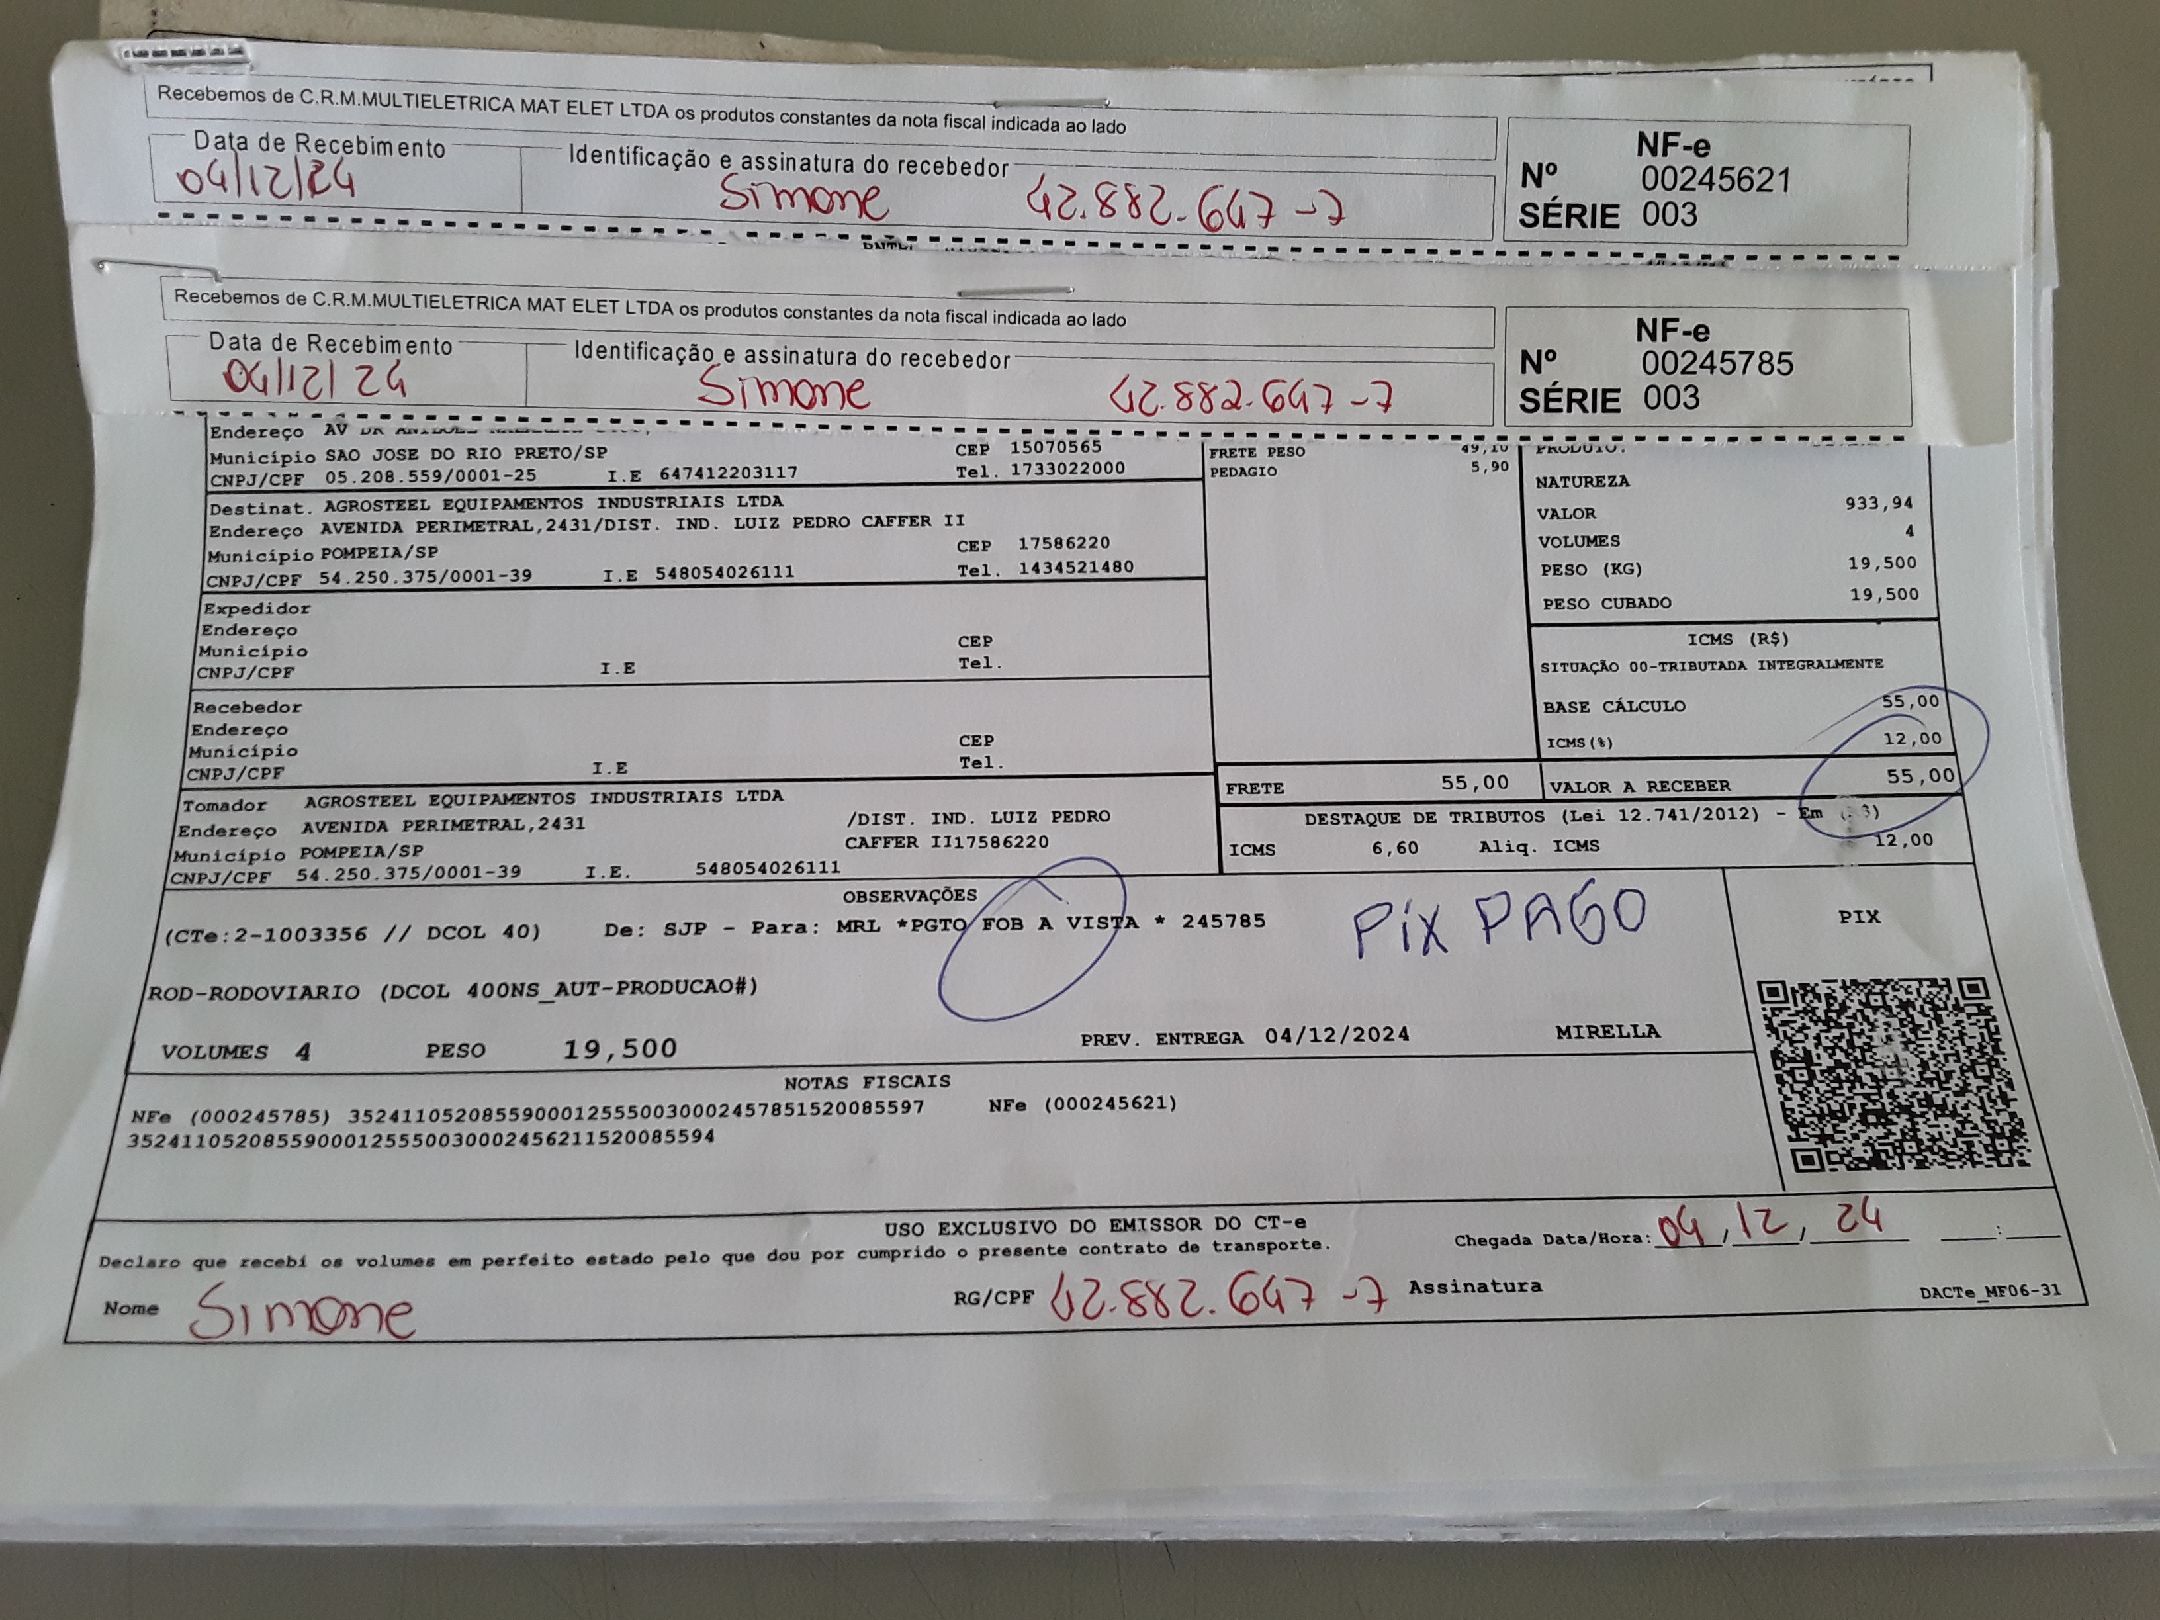 Recebemos de C.R.M.MULTIELETRICA MAT ELET LTDA os produtos constantes da nota fiscal indicada ao lado
Data de Recebimento Identificação e assinatura do recebedor
04/12/24 Simone 42.882.647-7
NF-e
Nº 00245621
SÉRIE 003
Recebemos de C.R.M.MULTIELETRICA MAT ELET LTDA os produtos constantes da nota fiscal indicada ao lado
Data de Recebimento Identificação e assinatura do recebedor
04/12/24 Simone 42.882.647-7
NF-e
Nº 00245785
SÉRIE 003
Endereço AV DR
Município SAO JOSE DO RIO PRETO/SP CEP 15070565
CNPJ/CPF 05.208.559/0001-25 I.E 647412203117 Tel. 1733022000
Destinat. AGROSTEEL EQUIPAMENTOS INDUSTRIAIS LTDA
Endereço AVENIDA PERIMETRAL,2431/DIST. IND. LUIZ PEDRO CAFFER II
Município POMPEIA/SP CEP 17586220
CNPJ/CPF 54.250.375/0001-39 I.E 548054026111 Tel. 1434521480
Expedidor
Endereço
Município CEP
CNPJ/CPF I.E Tel.
Recebedor
Endereço
Município CEP
CNPJ/CPF I.E Tel.
Tomador AGROSTEEL EQUIPAMENTOS INDUSTRIAIS LTDA
Endereço AVENIDA PERIMETRAL,2431 /DIST. IND. LUIZ PEDRO
Município POMPEIA/SP CAFFER II17586220
CNPJ/CPF 54.250.375/0001-39 I.E. 548054026111
FRETE PESO 49,10
PEDAGIO 5,90
PRODUTO:
NATUREZA
VALOR 933,94
VOLUMES 4
PESO (KG) 19,500
PESO CUBADO 19,500
ICMS (R$)
SITUAÇÃO 00-TRIBUTADA INTEGRALMENTE
BASE CÁLCULO 55,00
ICMS(%) 12,00
FRETE 55,00 VALOR A RECEBER 55,00
DESTAQUE DE TRIBUTOS (Lei 12.741/2012) - Em
ICMS 6,60 Aliq. ICMS 12,00
OBSERVAÇÕES
(CTe:2-1003356 // DCOL 40) De: SJP - Para: MRL *PGTO FOB A VISTA * 245785
PIX PAGO
PIX
ROD-RODOVIARIO (DCOL 400NS_AUT-PRODUCAO#)
VOLUMES 4 PESO 19,500 PREV. ENTREGA 04/12/2024 MIRELLA
NOTAS FISCAIS
NFe (000245785) 35241105208559000125550030002457851520085597 NFe (000245621)
35241105208559000125550030002456211520085594
USO EXCLUSIVO DO EMISSOR DO CT-e
Declaro que recebi os volumes em perfeito estado pelo que dou por cumprido o presente contrato de transporte.
Chegada Data/Hora: 04/12/24 :
Nome Simone RG/CPF 42.882.647-7 Assinatura
DACTe_MF06-31